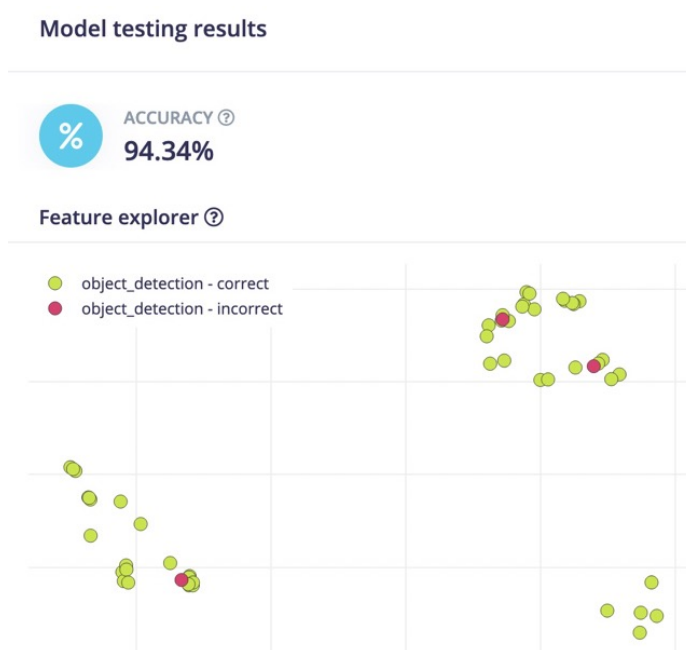 Model testing results
%
ACCURACY ?
94.34%
Feature explorer ?
object_detection - correct
object_detection - incorrect